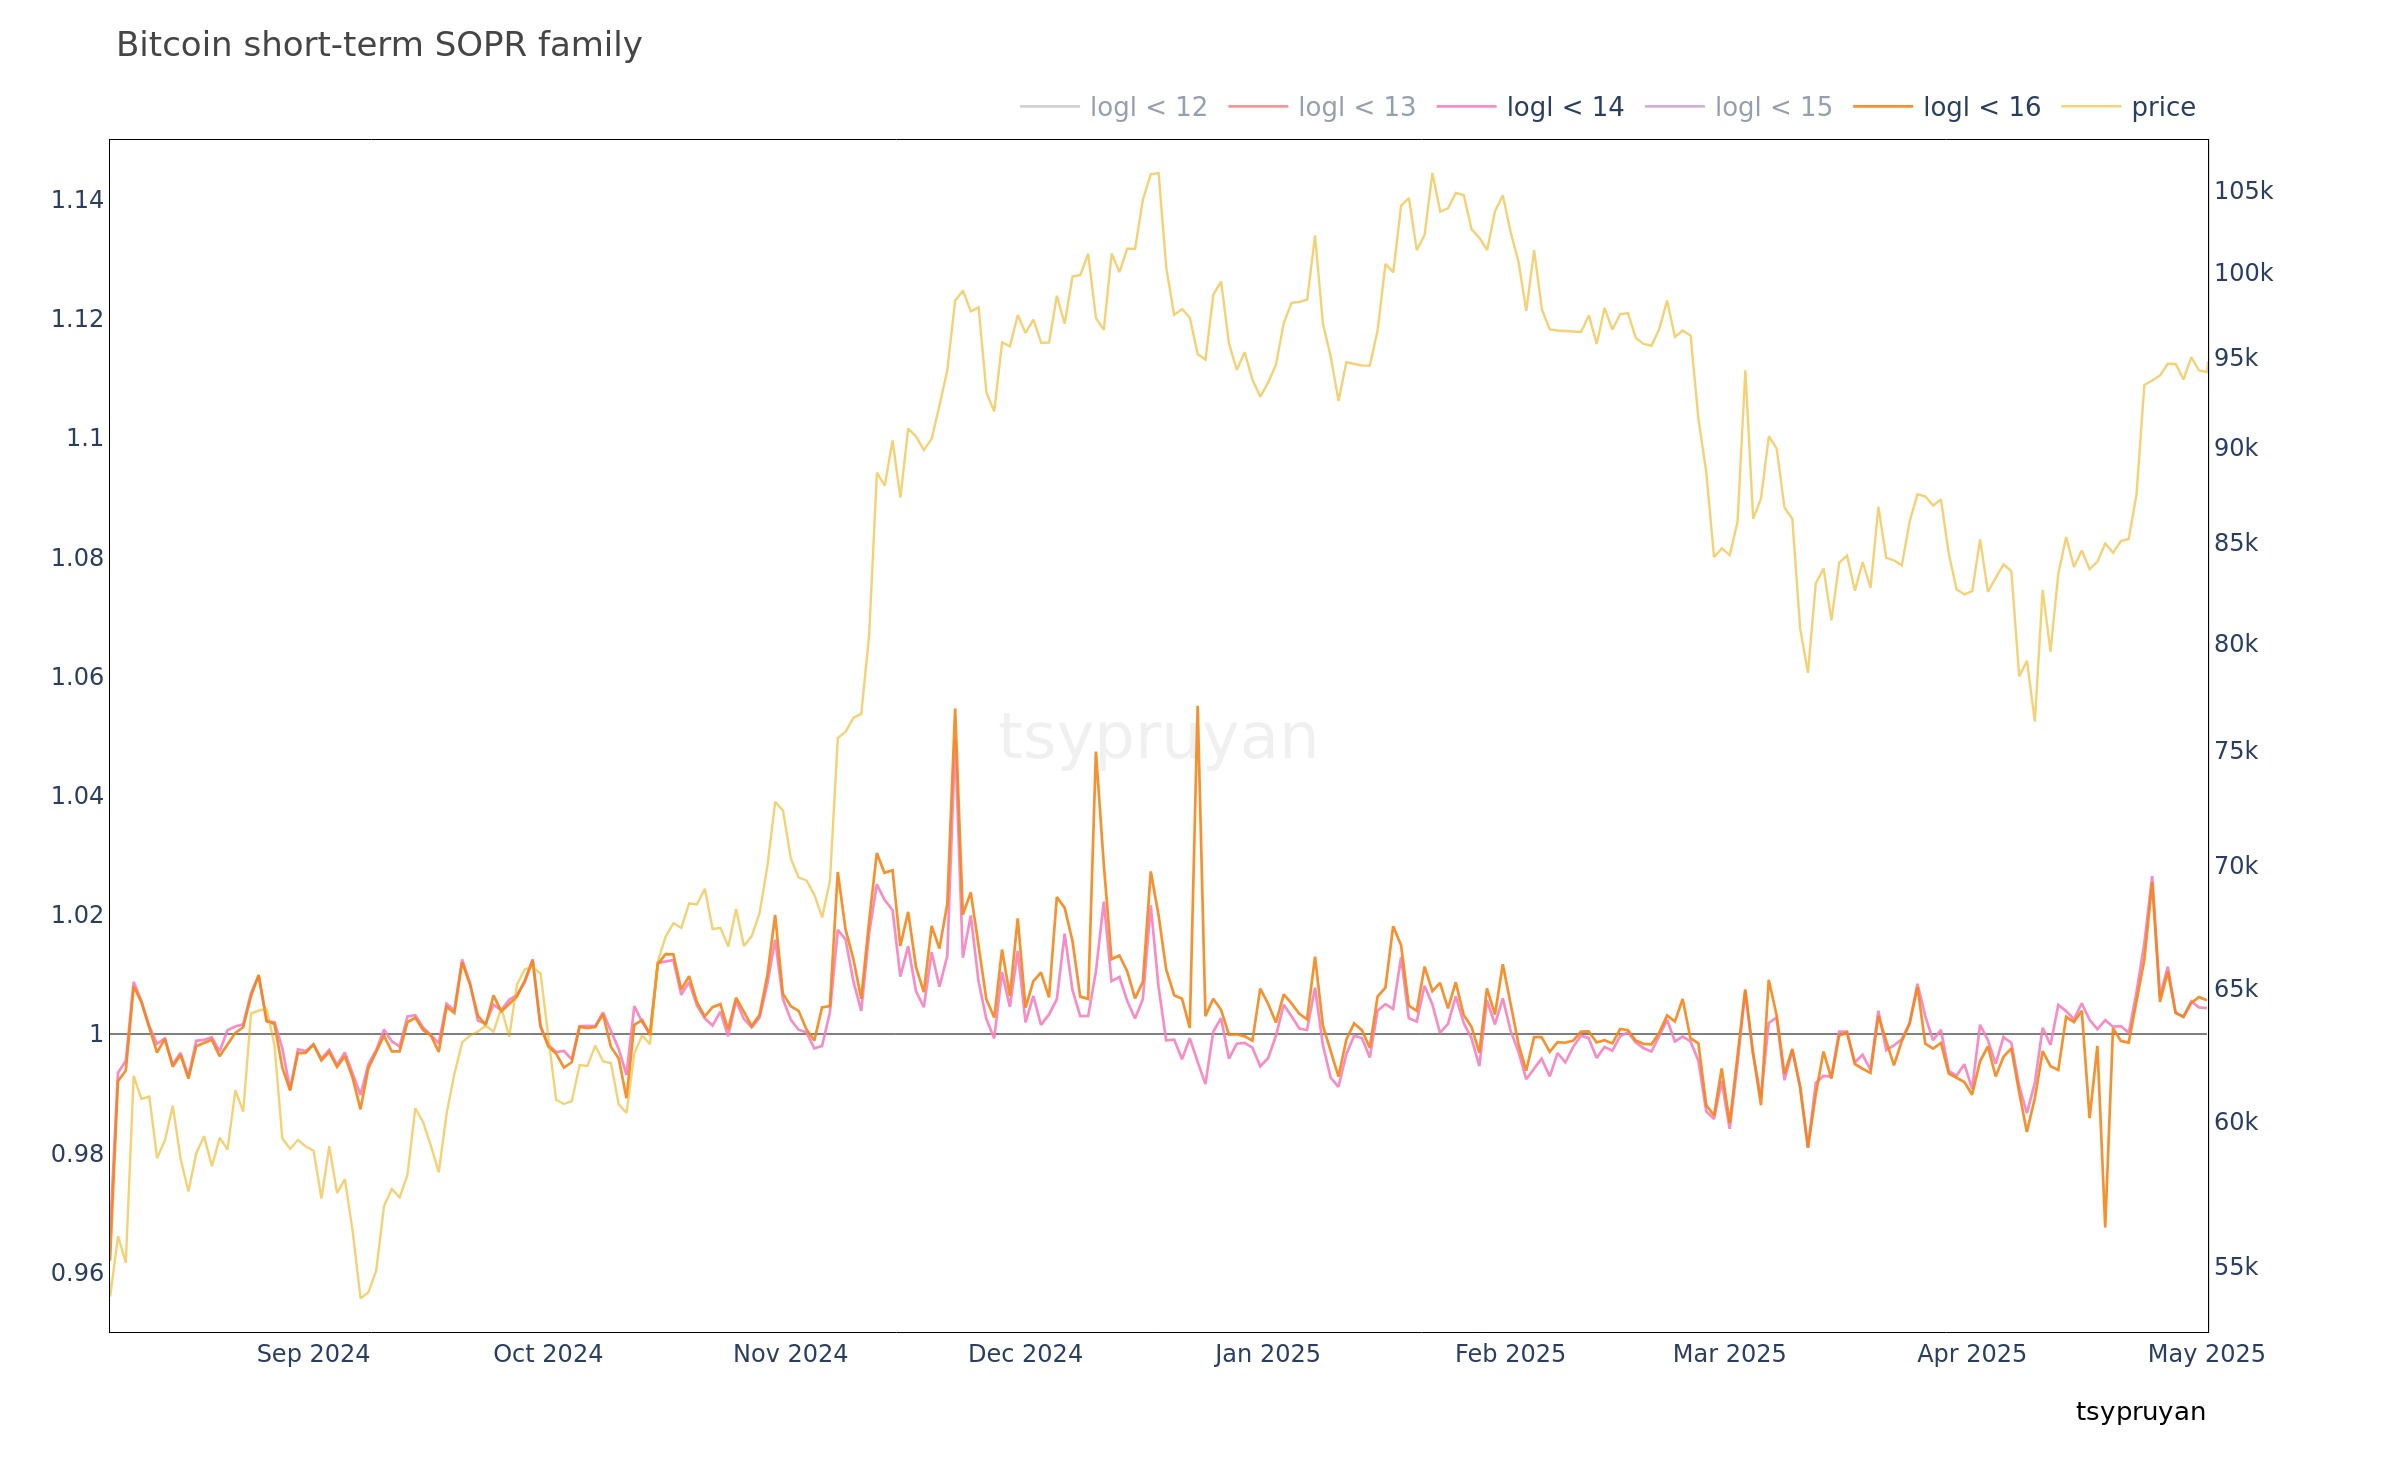 Bitcoin short-term SOPR family
logl < 12 logl < 13 logl < 14 logl < 15 logl < 16 price
1.14
1.12
1.1
1.08
1.06
1.04
1.02
1
0.98
0.96
105k
100k
95k
90k
85k
80k
75k
70k
65k
60k
55k
tsypruyan
Sep 2024 Oct 2024 Nov 2024 Dec 2024 Jan 2025 Feb 2025 Mar 2025 Apr 2025 May 2025
tsypruyan